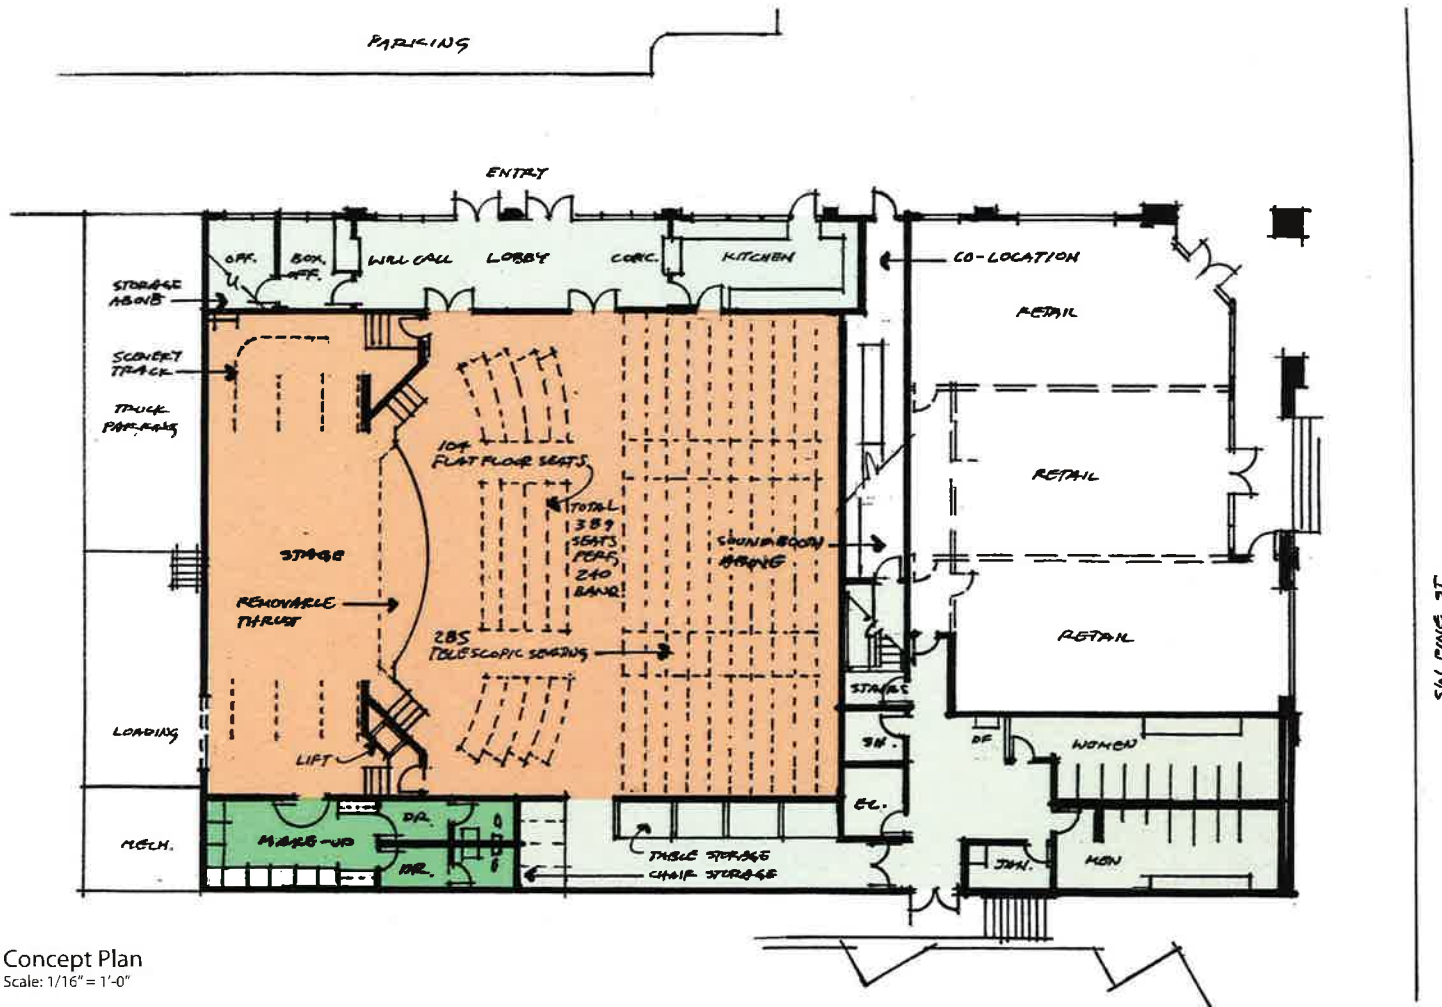 PARKING
ENTRY
OFF.
BOX
OFF.
WILL CALL
LOBBY
CONC.
KITCHEN
CO-LOCATION
STORAGE
ABOVE
RETAIL
SCENERY
TRACK
TRUCK
PARKING
104
FLAT FLOOR SEATS
RETAIL
TOTAL
389
SEATS
PERF,
240
BANQ
STAGE
SOUND BOOTH
ABOVE
REMOVABLE
THRUST
285
TELESCOPIC SEATING
RETAIL
SW PINE ST
STAIRS
LOADING
LIFT
DF
WOMEN
EL.
MAKE-UP
DR.
MECH.
DR.
TABLE STORAGE
CHAIR STORAGE
JAN.
MEN
Concept Plan
Scale: 1/16" = 1'-0"